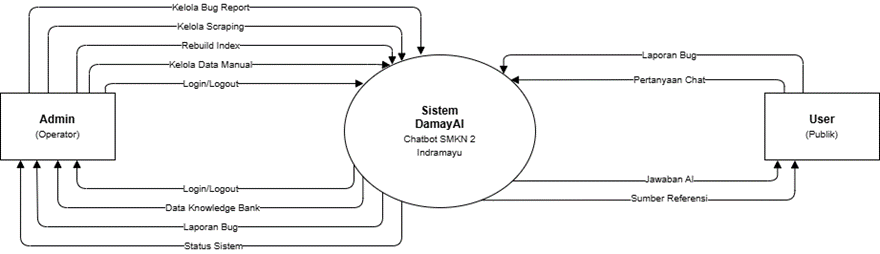 Kelola Bug Report
Kelola Scraping
Rebuild Index
Kelola Data Manual
Login/Logout
Laporan Bug
Pertanyaan Chat
Admin
(Operator)
Sistem
DamayAI
Chatbot SMKN 2
Indramayu
User
(Publik)
Login/Logout
Data Knowledge Bank
Laporan Bug
Status Sistem
Jawaban AI
Sumber Referensi